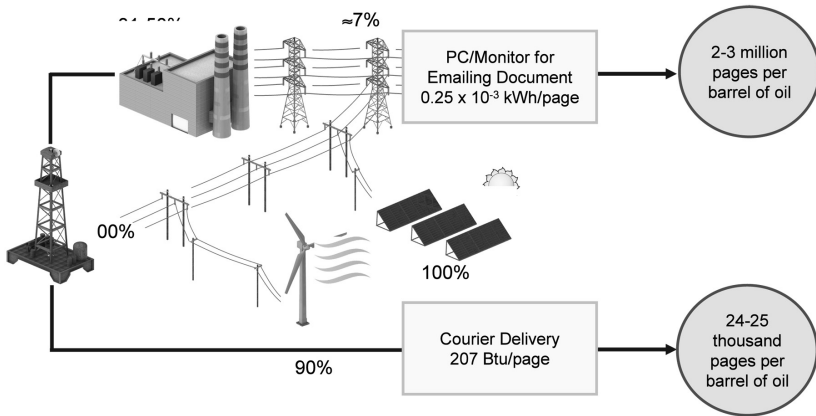 ≈7%
PC/Monitor for
Emailing Document
0.25 x 10-3 kWh/page
2-3 million
pages per
barrel of oil
00%
100%
90%
Courier Delivery
207 Btu/page
24-25
thousand
pages per
barrel of oil